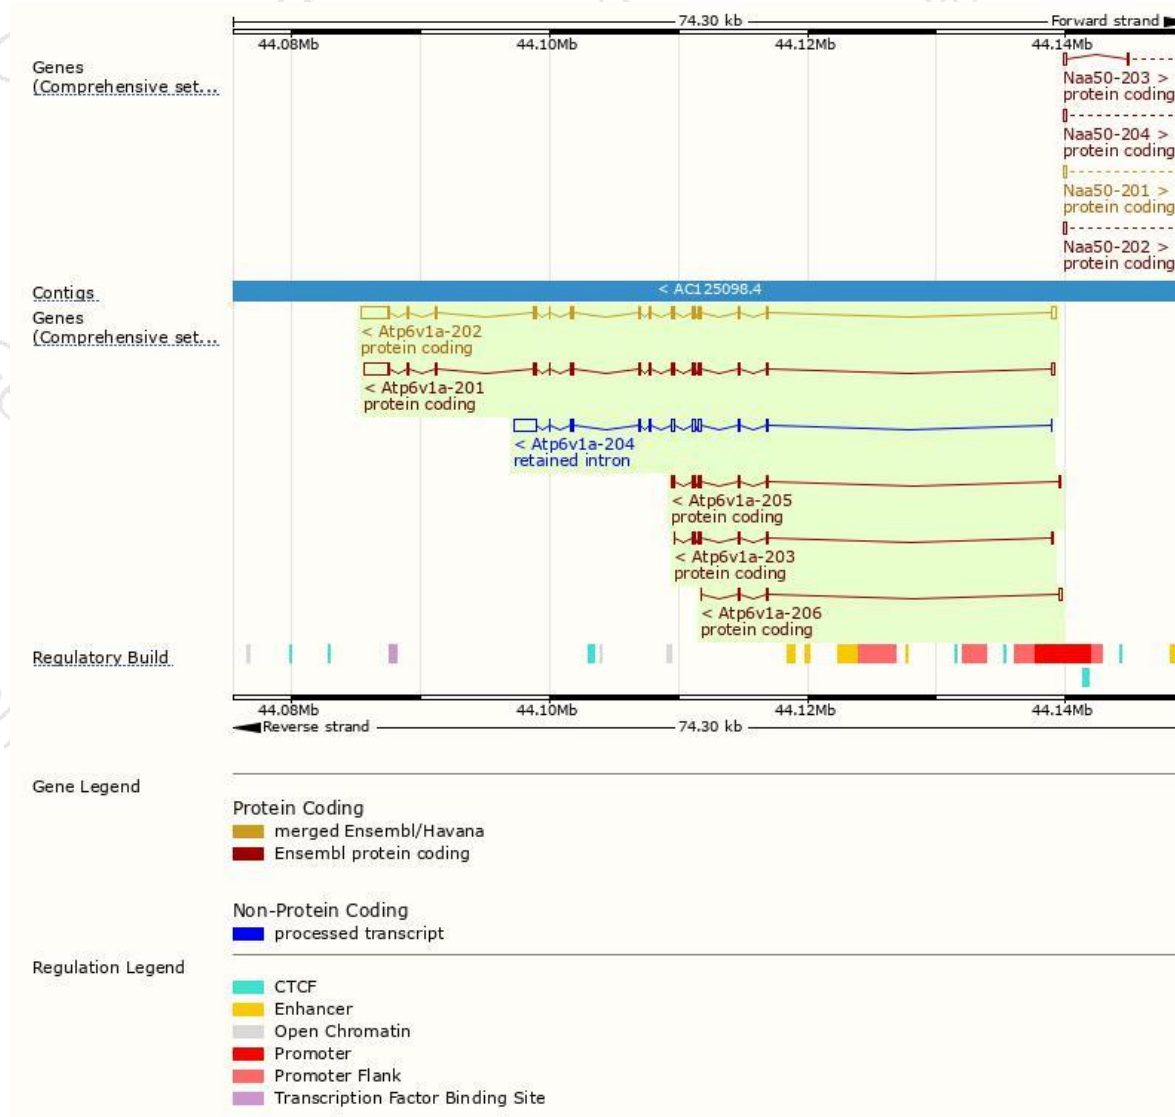 74.30 kb Forward strand
44.08Mb 44.10Mb 44.12Mb 44.14Mb
Genes
(Comprehensive set...
Naa50-203 >
protein coding
Naa50-204 >
protein coding
Naa50-201 >
protein coding
Naa50-202 >
protein coding
Contigs
< AC125098.4
Genes
(Comprehensive set...
< Atp6v1a-202
protein coding
< Atp6v1a-201
protein coding
< Atp6v1a-204
retained intron
< Atp6v1a-205
protein coding
< Atp6v1a-203
protein coding
< Atp6v1a-206
protein coding
Regulatory Build
44.08Mb 44.10Mb 44.12Mb 44.14Mb
Reverse strand 74.30 kb
Gene Legend
Protein Coding
merged Ensembl/Havana
Ensembl protein coding
Non-Protein Coding
processed transcript
Regulation Legend
CTCF
Enhancer
Open Chromatin
Promoter
Promoter Flank
Transcription Factor Binding Site